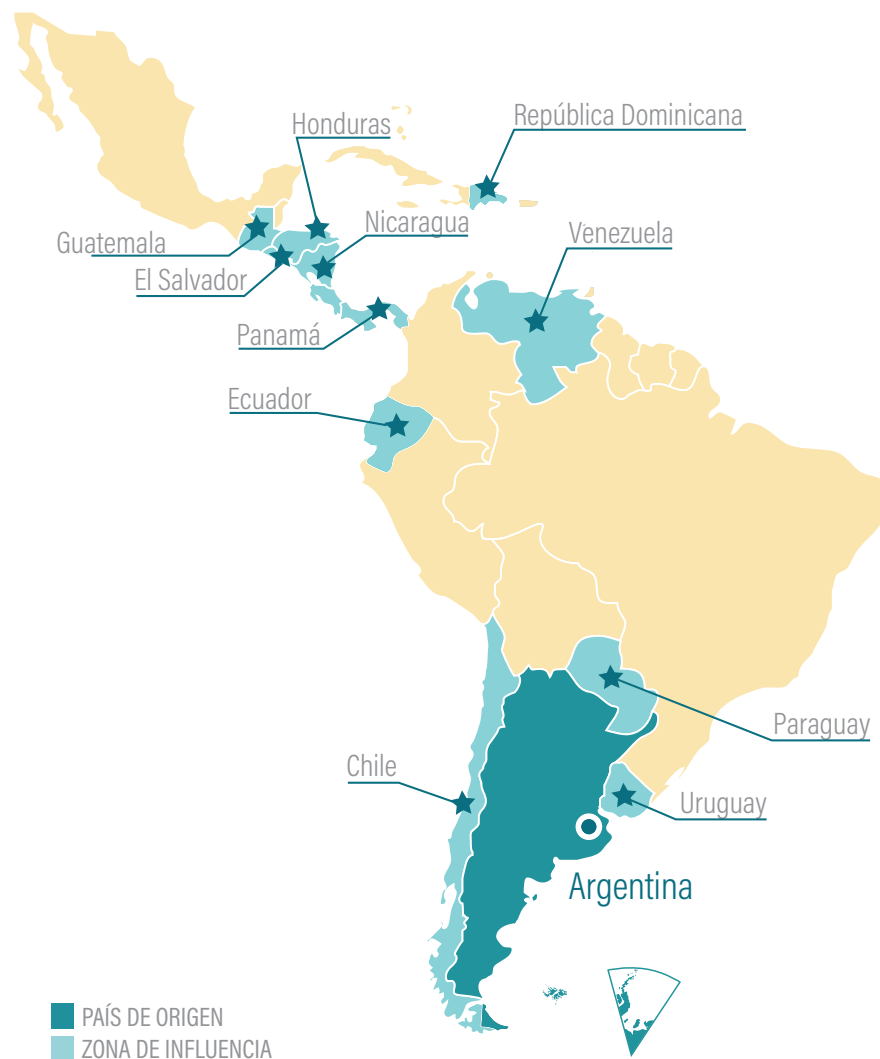 República Dominicana
Honduras
Nicaragua
Venezuela
Guatemala
El Salvador
Panamá
Ecuador
Paraguay
Chile
Uruguay
Argentina
PAÍS DE ORIGEN
ZONA DE INFLUENCIA